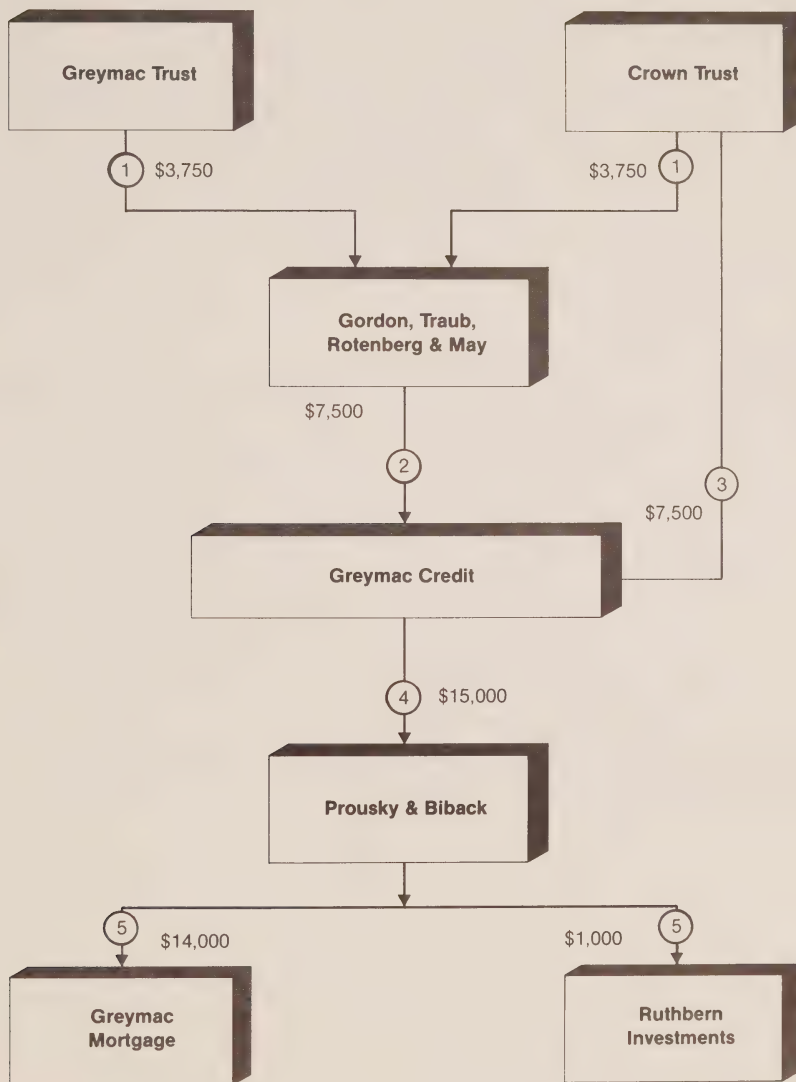 Greymac Trust
Crown Trust
1
$3,750
$3,750
1
Gordon, Traub,
Rotenberg & May
$7,500
2
3
$7,500
Greymac Credit
4
$15,000
Prousky & Biback
5
$14,000
$1,000
5
Greymac
Mortgage
Ruthbern
Investments